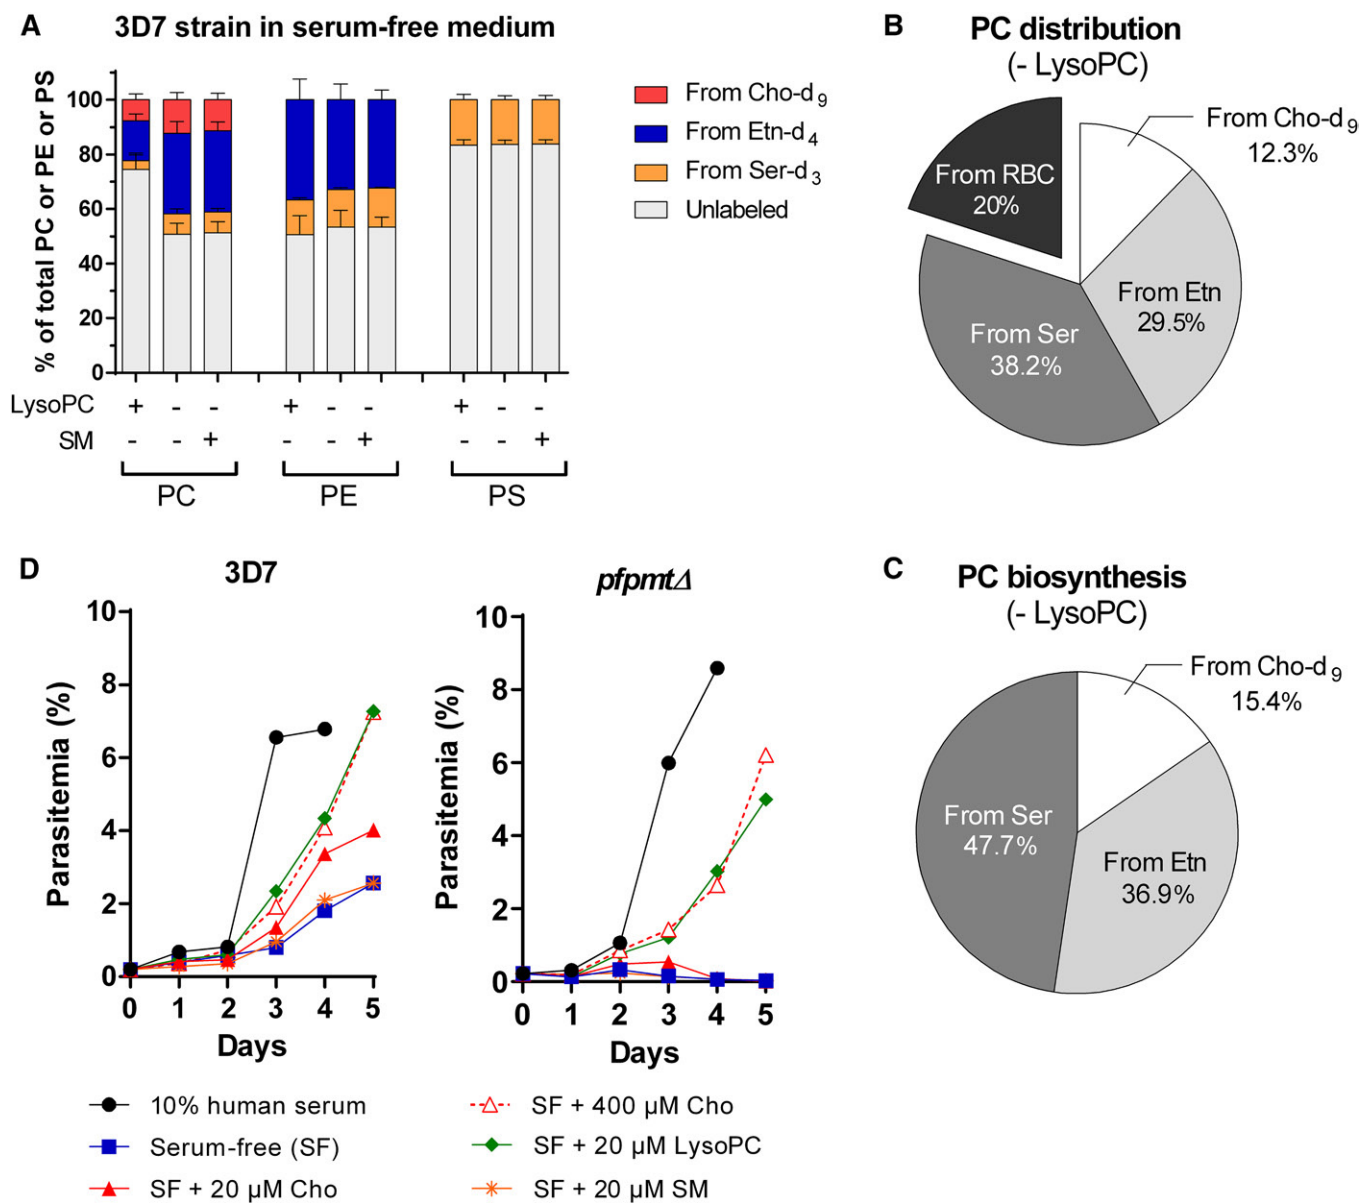 A
3D7 strain in serum-free medium
% of total PC or PE or PS
100
80
60
40
20
0
LysoPC + - - + - - + - -
SM - - + - - + - - +
PC PE PS
From Cho-d9
From Etn-d4
From Ser-d3
Unlabeled
B
PC distribution
(- LysoPC)
From Cho-d9
12.3%
From RBC
20%
From Etn
29.5%
From Ser
38.2%
C
PC biosynthesis
(- LysoPC)
From Cho-d9
15.4%
From Ser
47.7%
From Etn
36.9%
D
3D7
Parasitemia (%)
10
8
6
4
2
0
0 1 2 3 4 5
Days
pfpmtΔ
Parasitemia (%)
10
8
6
4
2
0
0 1 2 3 4 5
Days
10% human serum
Serum-free (SF)
SF + 20 µM Cho
SF + 400 µM Cho
SF + 20 µM LysoPC
SF + 20 µM SM